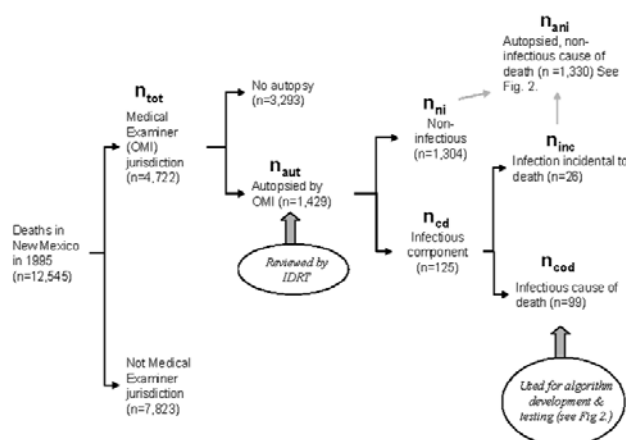 n_ani
Autopsied, non-
infectious cause of
death (n =1,330) See
Fig. 2.
n_tot
Medical
Examiner
(OMI)
jurisdiction
(n=4,722)
No autopsy
(n=3,293)
n_ni
Non-
infectious
(n=1,304)
n_inc
Infection incidental to
death (n=26)
n_aut
Autopsied by
OMI (n=1,429)
n_cd
Infectious
component
(n=125)
n_cod
Infectious cause of
death (n=99)
Deaths in
New Mexico
in 1995
(n=12,545)
Reviewed by
IDRT
Not Medical
Examiner
jurisdiction
(n=7,823)
Used for algorithm
development &
testing (see Fig 2.)